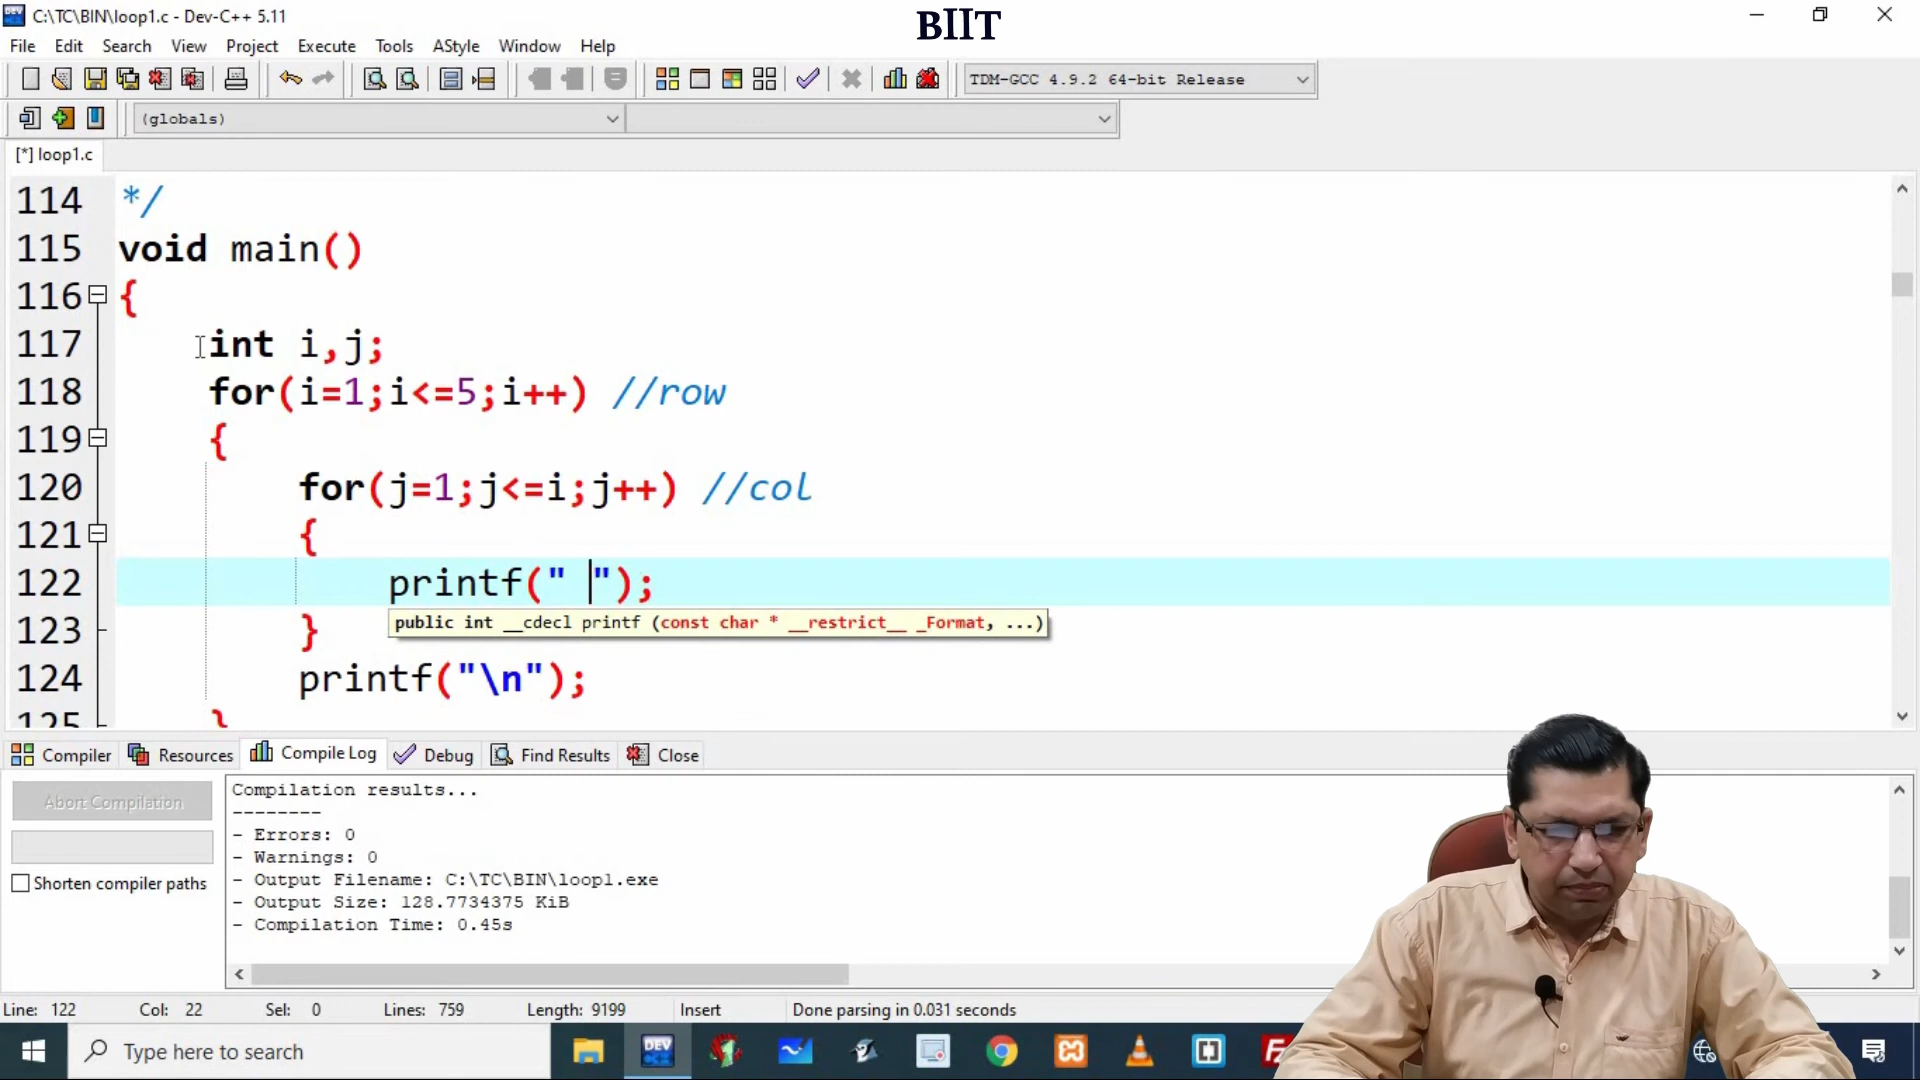 C:\TC\BIN\loop1.c - Dev-C++ 5.11
BIIT
File Edit Search View Project Execute Tools AStyle Window Help
TDM-GCC 4.9.2 64-bit Release
(globals)
[*] loop1.c
114 */
115 void main()
116 {
117 int i,j;
118 for(i=1;i<=5;i++) //row
119 {
120 for(j=1;j<=i;j++) //col
121 {
122 printf(" ");
public int __cdecl printf (const char * __restrict__ _Format, ...)
123 }
124 printf("\n");
125 }
Compiler Resources Compile Log Debug Find Results Close
Abort Compilation
Shorten compiler paths
Compilation results...
--------
- Errors: 0
- Warnings: 0
- Output Filename: C:\TC\BIN\loop1.exe
- Output Size: 128.7734375 KiB
- Compilation Time: 0.45s
Line: 122 Col: 22 Sel: 0 Lines: 759 Length: 9199 Insert Done parsing in 0.031 seconds
Type here to search
DEV